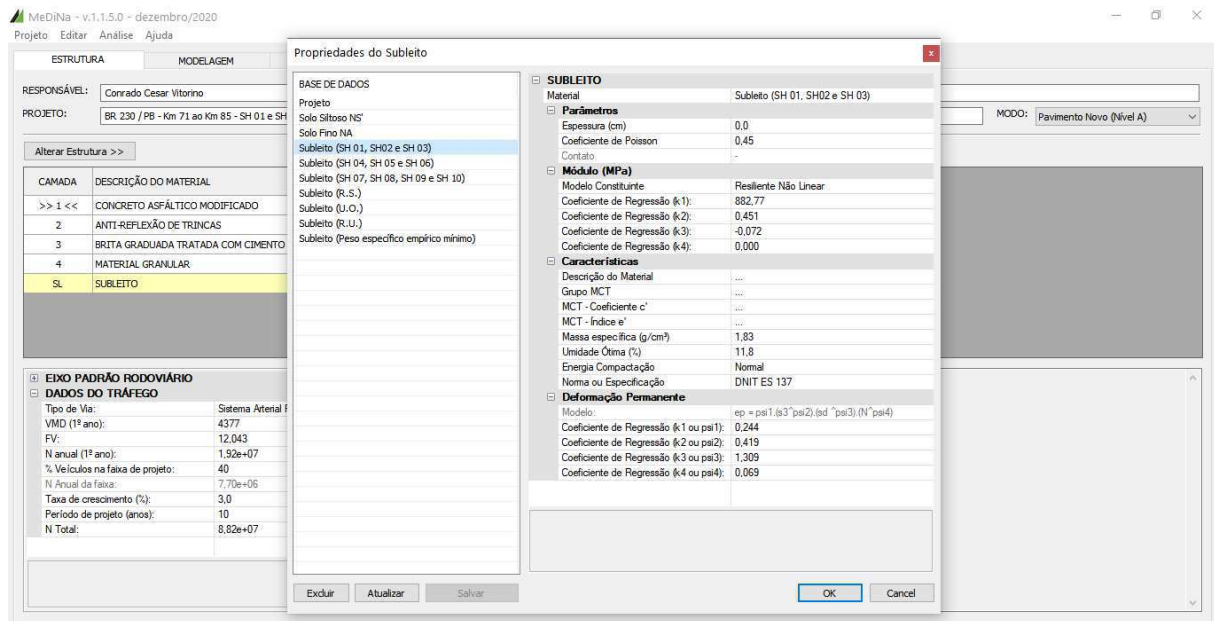 MeDiNa - v.1.1.5.0 - dezembro/2020
Projeto Editar Análise Ajuda
ESTRUTURA MODELAGEM
RESPONSÁVEL: Conrado Cesar Vitorino
PROJETO: BR 230 / PB - Km 71 ao Km 85 - SH 01 e SH
MODO: Pavimento Novo (Nível A)
Alterar Estrutura >>
CAMADA DESCRIÇÃO DO MATERIAL
>> 1 << CONCRETO ASFÁLTICO MODIFICADO
2 ANTI-REFLEXÃO DE TRINCAS
3 BRITA GRADUADA TRATADA COM CIMENTO
4 MATERIAL GRANULAR
SL SUBLEITO
EIXO PADRÃO RODOVIÁRIO
DADOS DO TRÁFEGO
Tipo de Via: Sistema Arterial
VMD (1º ano): 4377
FV: 12,043
N anual (1º ano): 1,92e+07
% Veículos na faixa de projeto: 40
N Anual da faixa: 7,70e+06
Taxa de crescimento (%): 3,0
Período de projeto (anos): 10
N Total: 8,82e+07
Propriedades do Subleito
x
BASE DE DADOS
Projeto
Solo Siltoso NS'
Solo Fino NA
Subleito (SH 01, SH02 e SH 03)
Subleito (SH 04, SH 05 e SH 06)
Subleito (SH 07, SH 08, SH 09 e SH 10)
Subleito (R.S.)
Subleito (U.O.)
Subleito (R.U.)
Subleito (Peso específico empírico mínimo)
Excluir Atualizar Salvar
SUBLEITO
Material Subleito (SH 01, SH02 e SH 03)
Parâmetros
Espessura (cm) 0,0
Coeficiente de Poisson 0,45
Contato -
Módulo (MPa)
Modelo Constituinte Resiliente Não Linear
Coeficiente de Regressão (k1): 882,77
Coeficiente de Regressão (k2): 0,451
Coeficiente de Regressão (k3): -0,072
Coeficiente de Regressão (k4): 0,000
Características
Descrição do Material ...
Grupo MCT ...
MCT - Coeficiente c' ...
MCT - Índice e' ...
Massa específica (g/cm³) 1,83
Umidade Ótima (%) 11,8
Energia Compactação Normal
Norma ou Especificação DNIT ES 137
Deformação Permanente
Modelo: ep = psi1.(s3^psi2).(sd ^psi3).(N^psi4)
Coeficiente de Regressão (k1 ou psi1): 0,244
Coeficiente de Regressão (k2 ou psi2): 0,419
Coeficiente de Regressão (k3 ou psi3): 1,309
Coeficiente de Regressão (k4 ou psi4): 0,069
OK Cancel